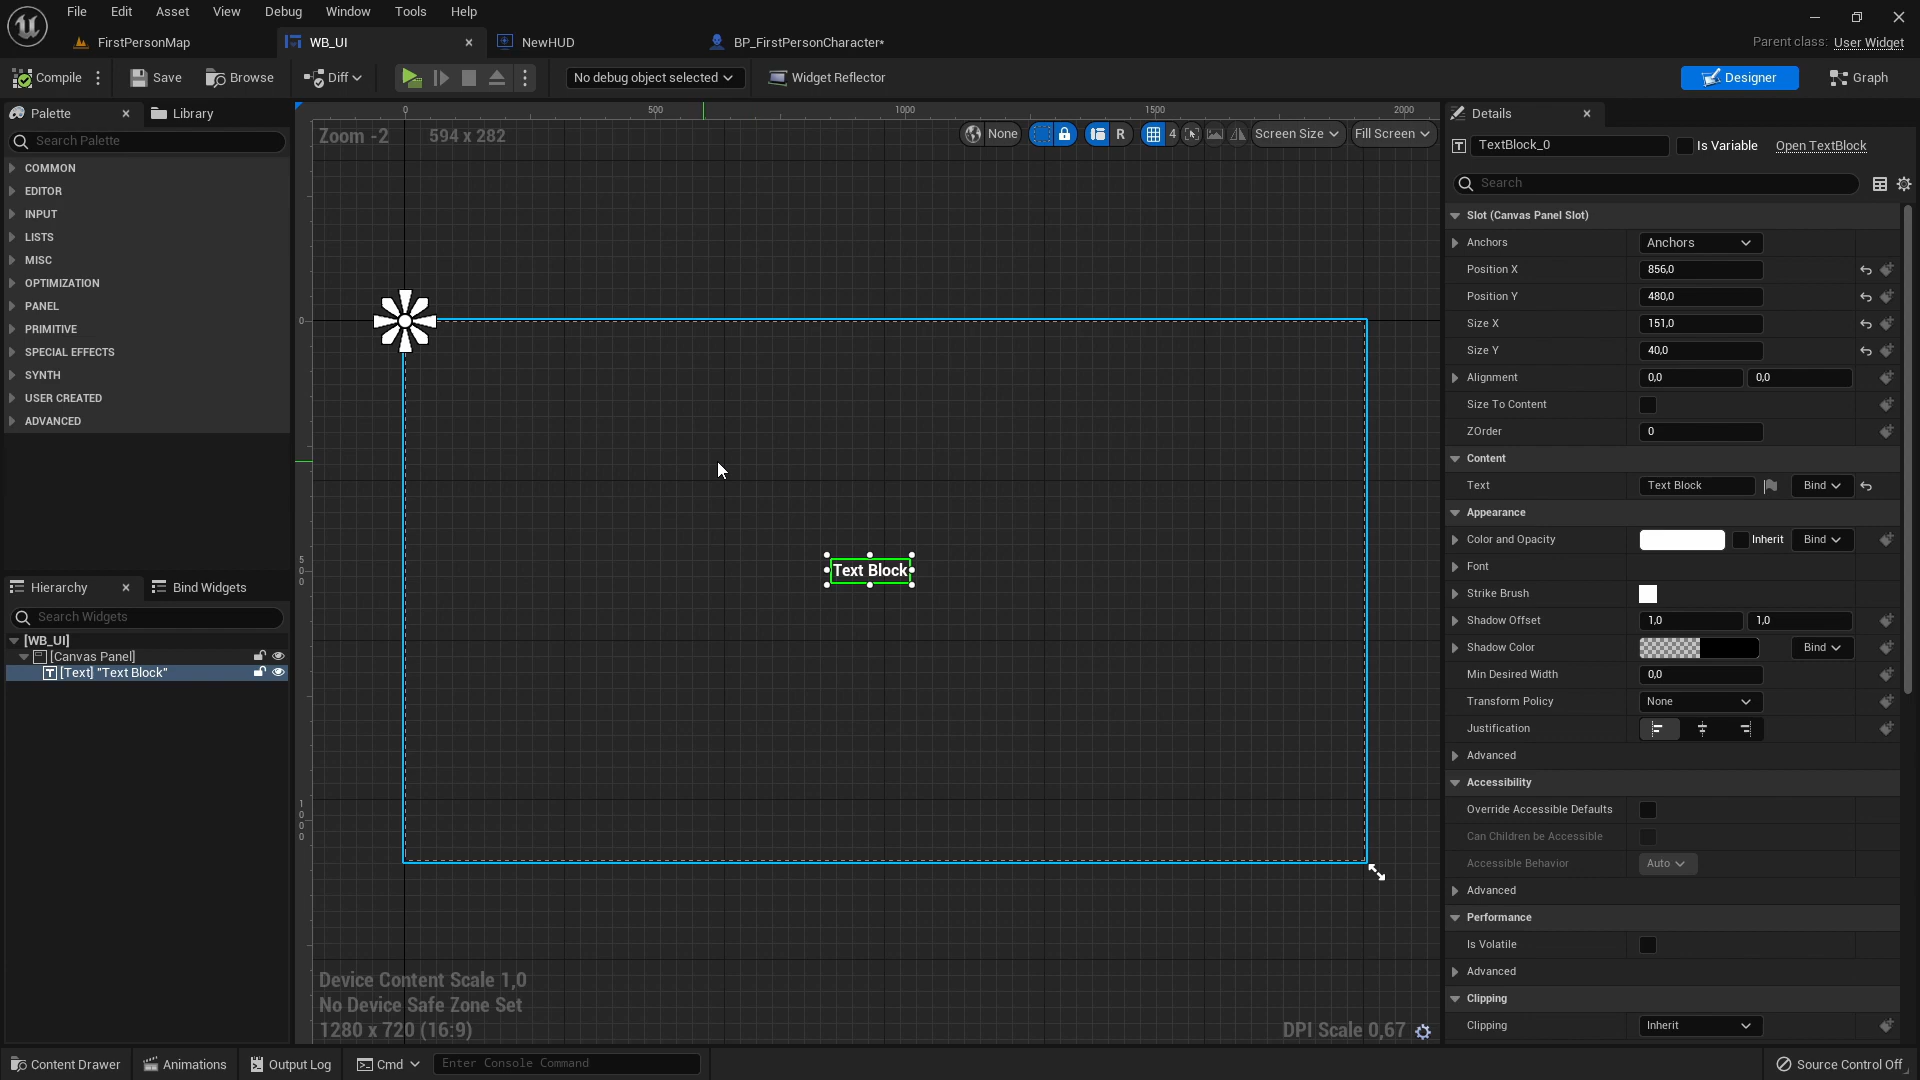 File Edit Asset View Debug Window Tools Help
FirstPersonMap WB_UI NewHUD BP_FirstPersonCharacter*
Parent class: User Widget
Compile Save Browse Diff No debug object selected Widget Reflector Designer Graph
Palette Library
Search Palette
COMMON
EDITOR
INPUT
LISTS
MISC
OPTIMIZATION
PANEL
PRIMITIVE
SPECIAL EFFECTS
SYNTH
USER CREATED
ADVANCED
Hierarchy Bind Widgets
Search Widgets
[WB_UI]
[Canvas Panel]
[Text] "Text Block"
0 500 1000 1500 2000
Zoom -2 594 x 282
None R 4 Screen Size Fill Screen
0
500
1000
Text Block
Device Content Scale 1,0
No Device Safe Zone Set
1280 x 720 (16:9)
DPI Scale 0,67
Details
TextBlock_0 Is Variable Open TextBlock
Search
Slot (Canvas Panel Slot)
Anchors Anchors
Position X 856,0
Position Y 480,0
Size X 151,0
Size Y 40,0
Alignment 0,0 0,0
Size To Content
ZOrder 0
Content
Text Text Block Bind
Appearance
Color and Opacity Inherit Bind
Font
Strike Brush
Shadow Offset 1,0 1,0
Shadow Color Bind
Min Desired Width 0,0
Transform Policy None
Justification
Advanced
Accessibility
Override Accessible Defaults
Can Children be Accessible
Accessible Behavior Auto
Advanced
Performance
Is Volatile
Advanced
Clipping
Clipping Inherit
Content Drawer Animations Output Log Cmd Enter Console Command Source Control Off